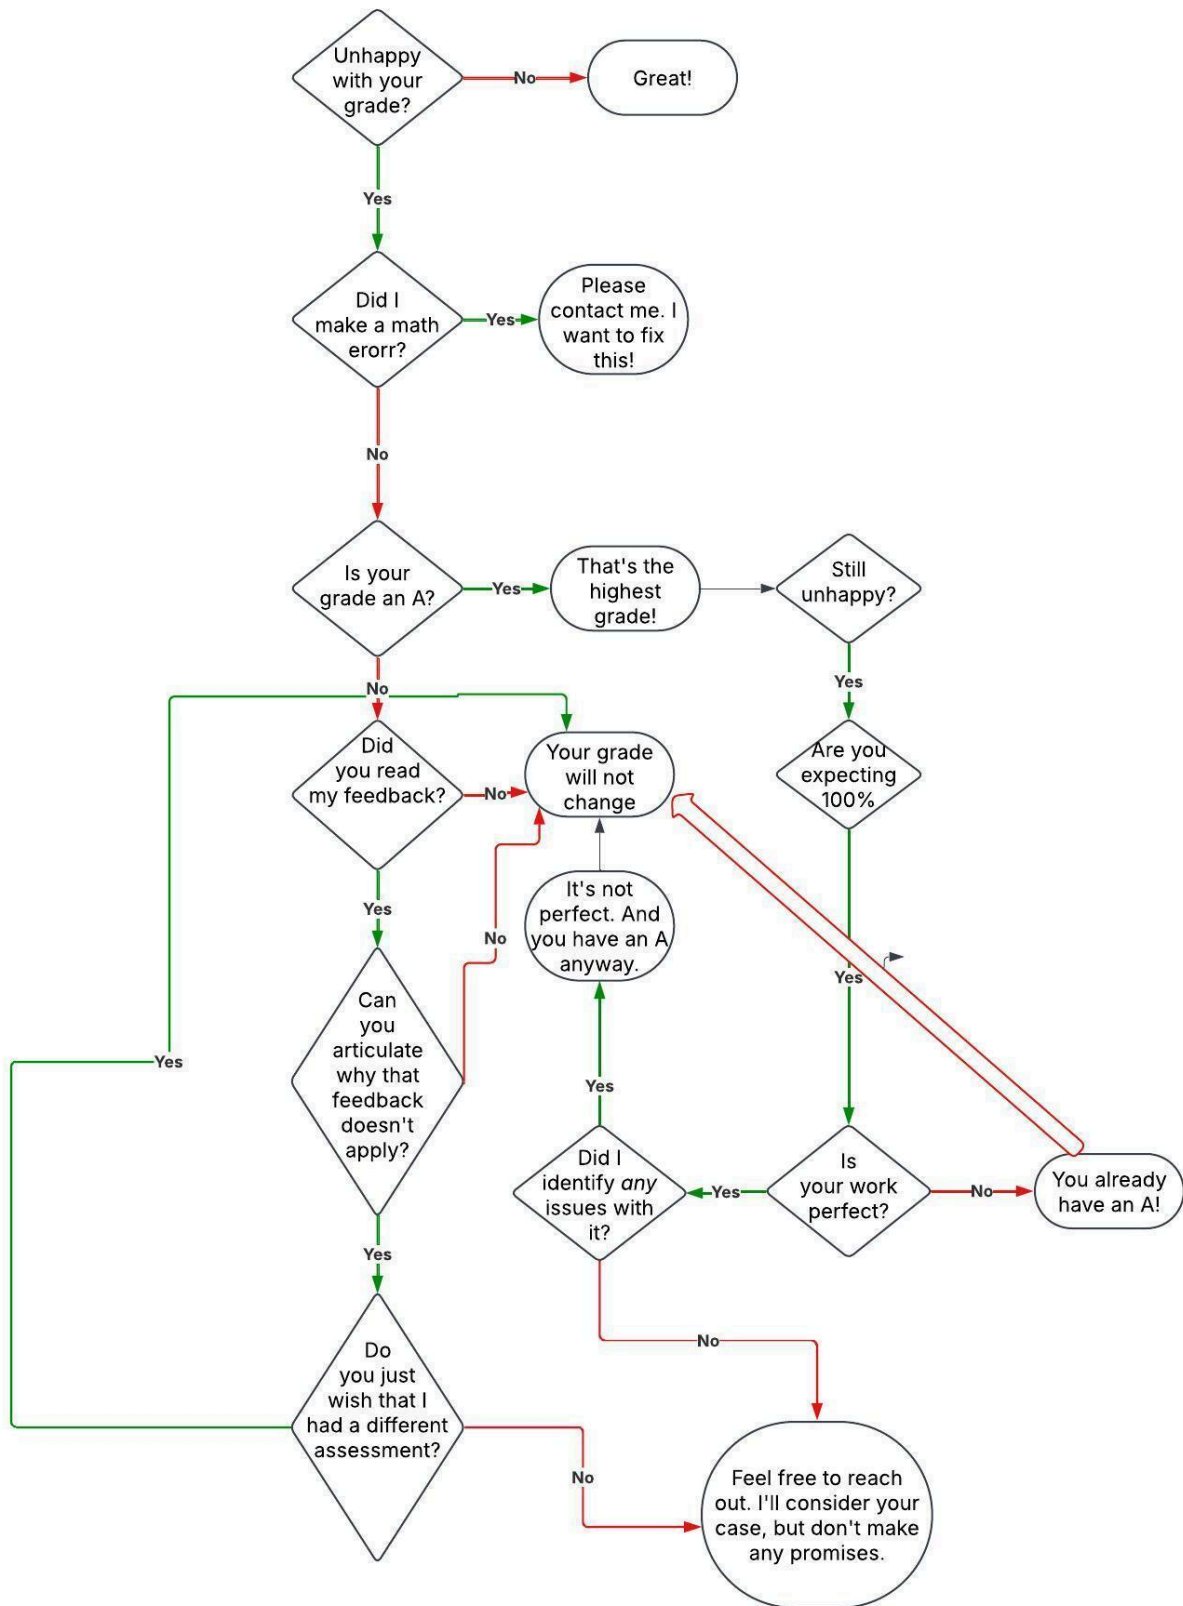 Unhappy
with your
grade?
No
Great!
Yes
Did I
make a math
erorr?
Yes
Please
contact me. I
want to fix
this!
No
Is your
grade an A?
Yes
That's the
highest
grade!
Still
unhappy?
No
Yes
Did
you read
my feedback?
No
Your grade
will not
change
Are you
expecting
100%
Yes
It's not
perfect. And
you have an A
anyway.
No
Yes
Can
you
articulate
why that
feedback
doesn't
apply?
Yes
Yes
Did I
identify any
issues with
it?
Yes
Is
your work
perfect?
No
You already
have an A!
Yes
No
Do
you just
wish that I
had a different
assessment?
No
Feel free to reach
out. I'll consider your
case, but don't make
any promises.